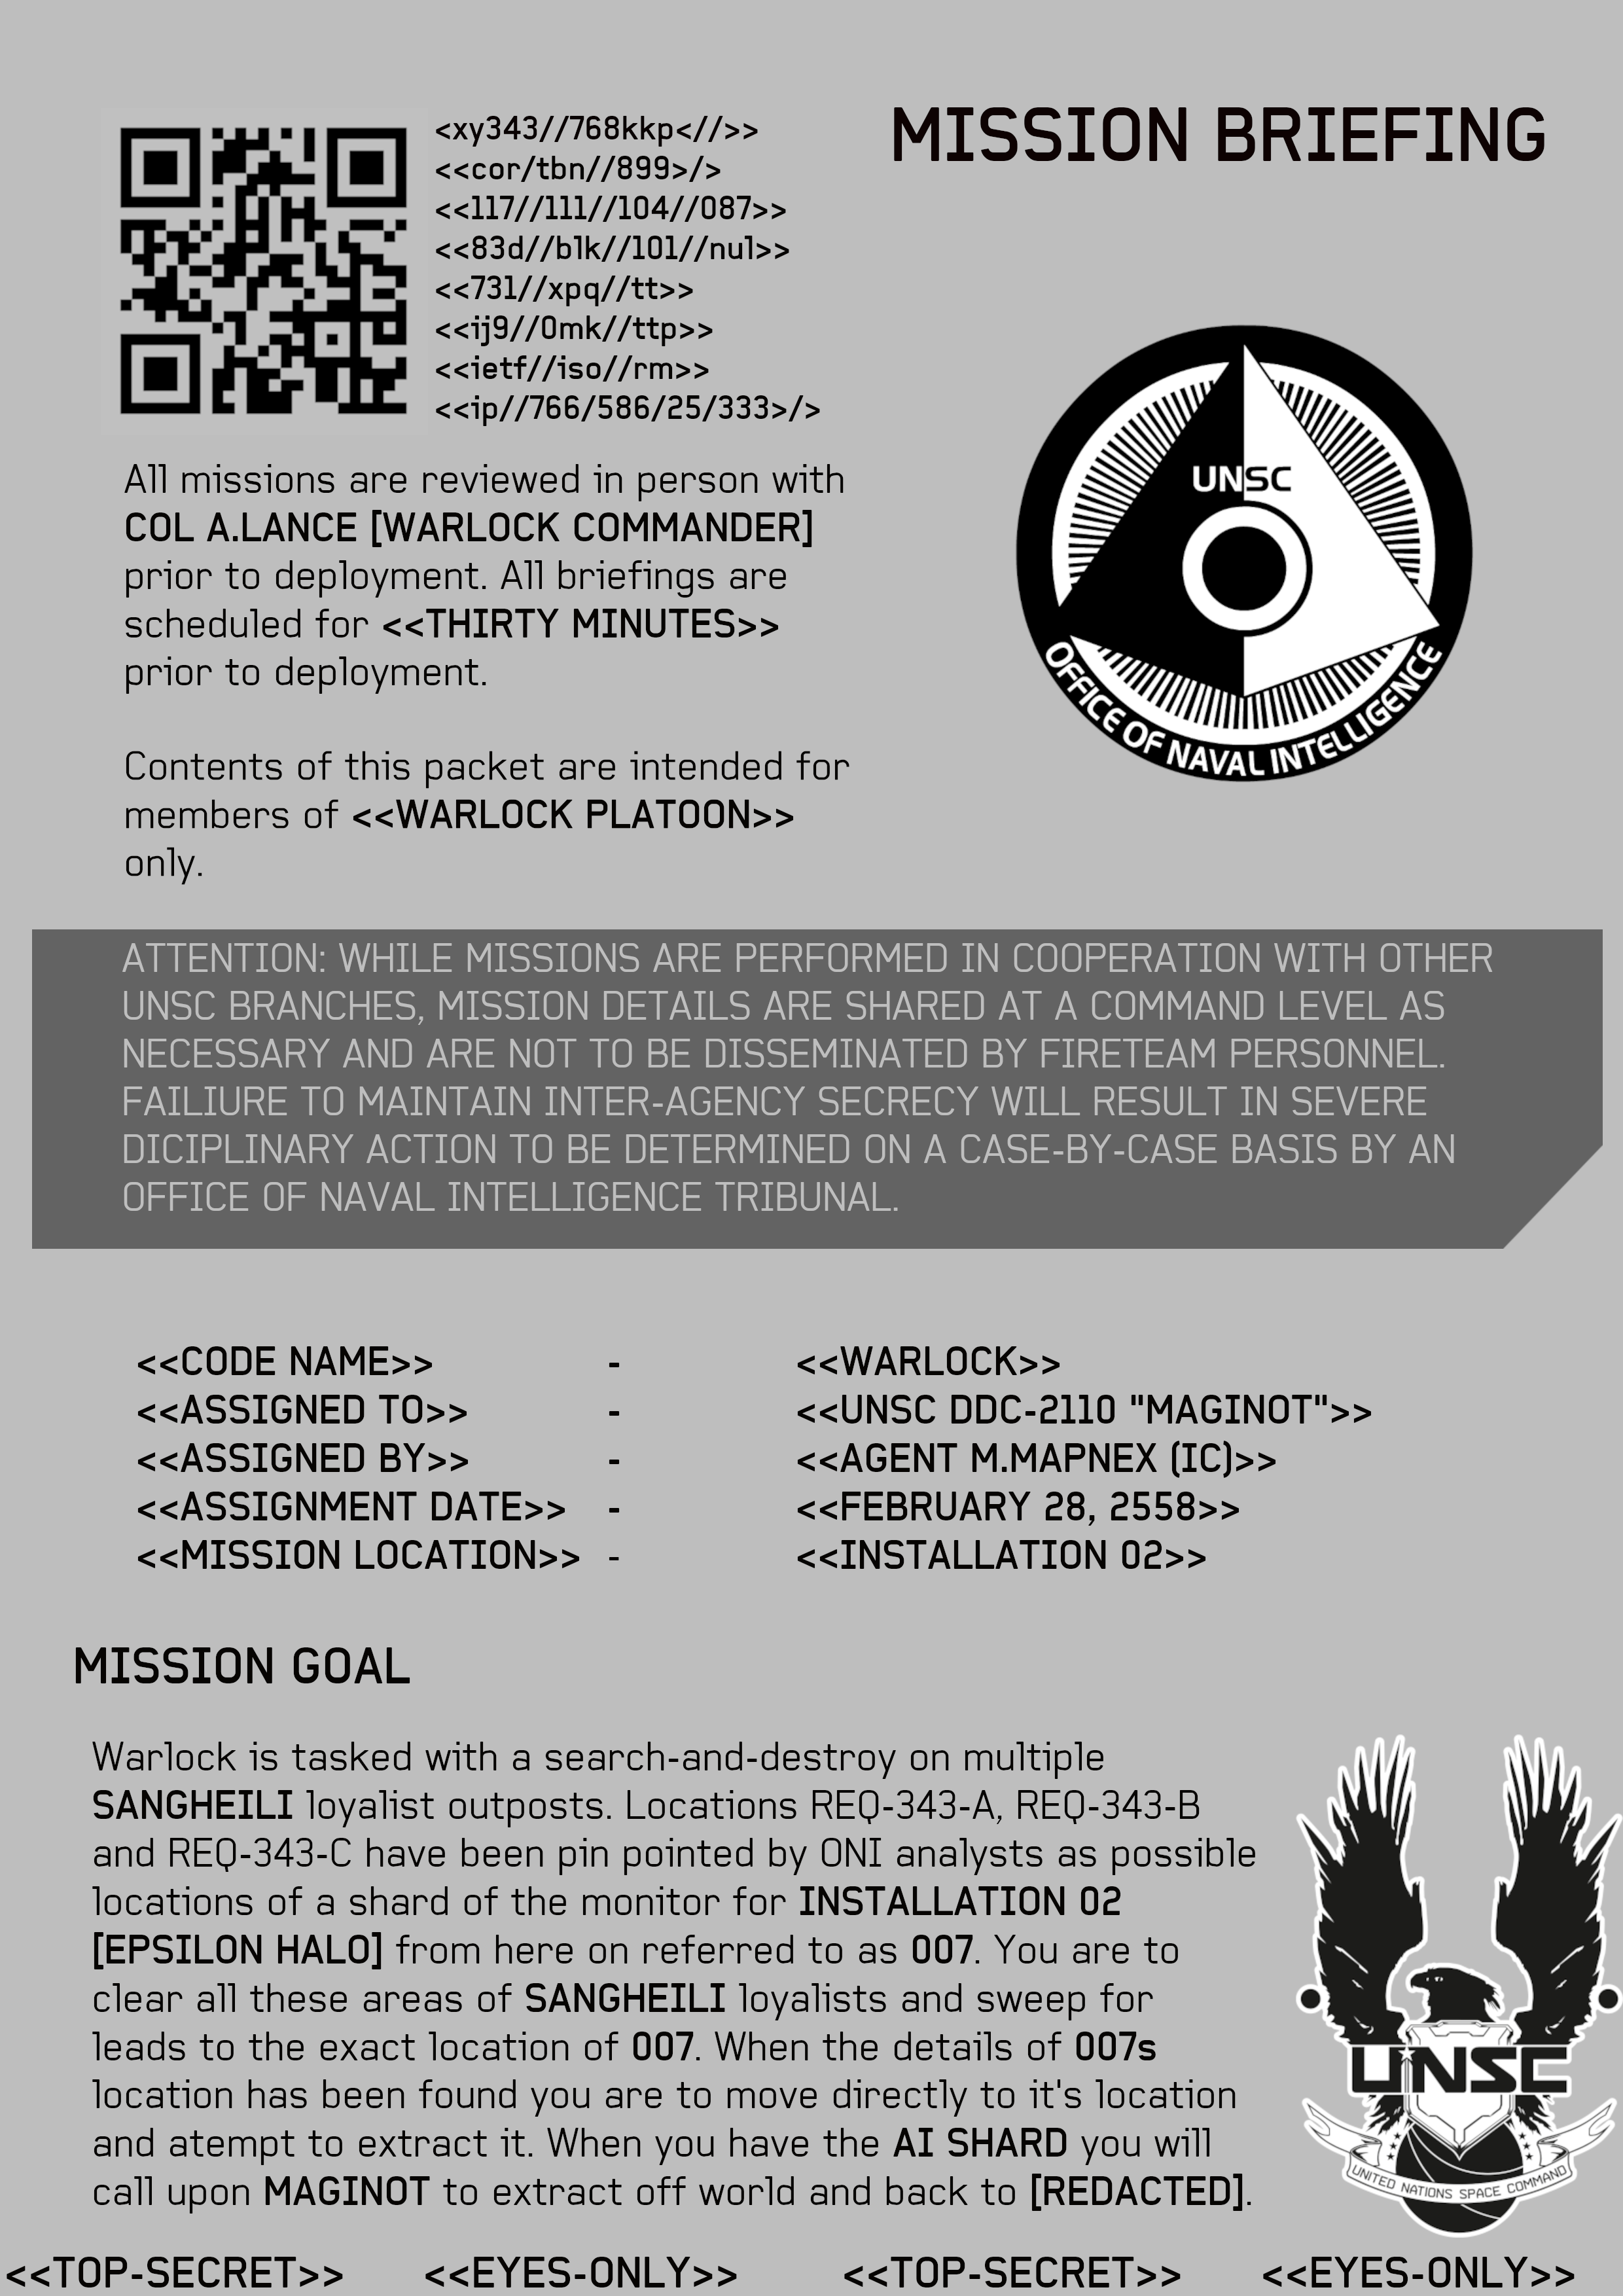 MISSION BRIEFING
<xy343//768kkp<//>>
<<cor/tbn//899>/>
<<117//111//104//087>>
<<83d//blk//101//nul>>
<<731//xpq//tt>>
<<ij9//0mk//ttp>>
<<ietf//iso//rm>>
<<ip//766/586/25/333>/>
All missions are reviewed in person with
COL A.LANCE [WARLOCK COMMANDER]
prior to deployment. All briefings are
scheduled for <<THIRTY MINUTES>>
prior to deployment.
Contents of this packet are intended for
members of <<WARLOCK PLATOON>>
only.
UNSC
OFFICE OF NAVAL INTELLIGENCE
ATTENTION: WHILE MISSIONS ARE PERFORMED IN COOPERATION WITH OTHER
UNSC BRANCHES, MISSION DETAILS ARE SHARED AT A COMMAND LEVEL AS
NECESSARY AND ARE NOT TO BE DISSEMINATED BY FIRETEAM PERSONNEL.
FAILIURE TO MAINTAIN INTER-AGENCY SECRECY WILL RESULT IN SEVERE
DICIPLINARY ACTION TO BE DETERMINED ON A CASE-BY-CASE BASIS BY AN
OFFICE OF NAVAL INTELLIGENCE TRIBUNAL.
<<CODE NAME>> - <<WARLOCK>>
<<ASSIGNED TO>> - <<UNSC DDC-2110 "MAGINOT">>
<<ASSIGNED BY>> - <<AGENT M.MAPNEX (IC)>>
<<ASSIGNMENT DATE>> - <<FEBRUARY 28, 2558>>
<<MISSION LOCATION>> - <<INSTALLATION 02>>
MISSION GOAL
Warlock is tasked with a search-and-destroy on multiple
SANGHEILI loyalist outposts. Locations REQ-343-A, REQ-343-B
and REQ-343-C have been pin pointed by ONI analysts as possible
locations of a shard of the monitor for INSTALLATION 02
[EPSILON HALO] from here on referred to as 007. You are to
clear all these areas of SANGHEILI loyalists and sweep for
leads to the exact location of 007. When the details of 007s
location has been found you are to move directly to it's location
and atempt to extract it. When you have the AI SHARD you will
call upon MAGINOT to extract off world and back to [REDACTED].
UNSC
UNITED NATIONS SPACE COMMAND
<<TOP-SECRET>> <<EYES-ONLY>> <<TOP-SECRET>> <<EYES-ONLY>>